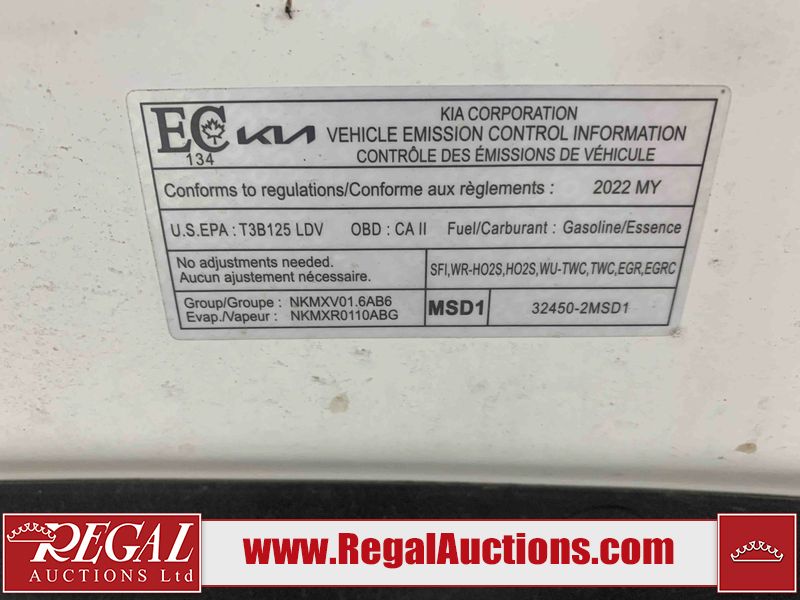 EC
134
KIA
KIA CORPORATION
VEHICLE EMISSION CONTROL INFORMATION
CONTRÔLE DES ÉMISSIONS DE VÉHICULE
Conforms to regulations/Conforme aux règlements : 2022 MY
U.S.EPA : T3B125 LDV OBD : CA II Fuel/Carburant : Gasoline/Essence
No adjustments needed.
Aucun ajustement nécessaire.
SFI,WR-HO2S,HO2S,WU-TWC,TWC,EGR,EGRC
Group/Groupe : NKMXV01.6AB6
Evap./Vapeur : NKMXR0110ABG
MSD1
32450-2MSD1
REGAL
AUCTIONS Ltd
www.RegalAuctions.com